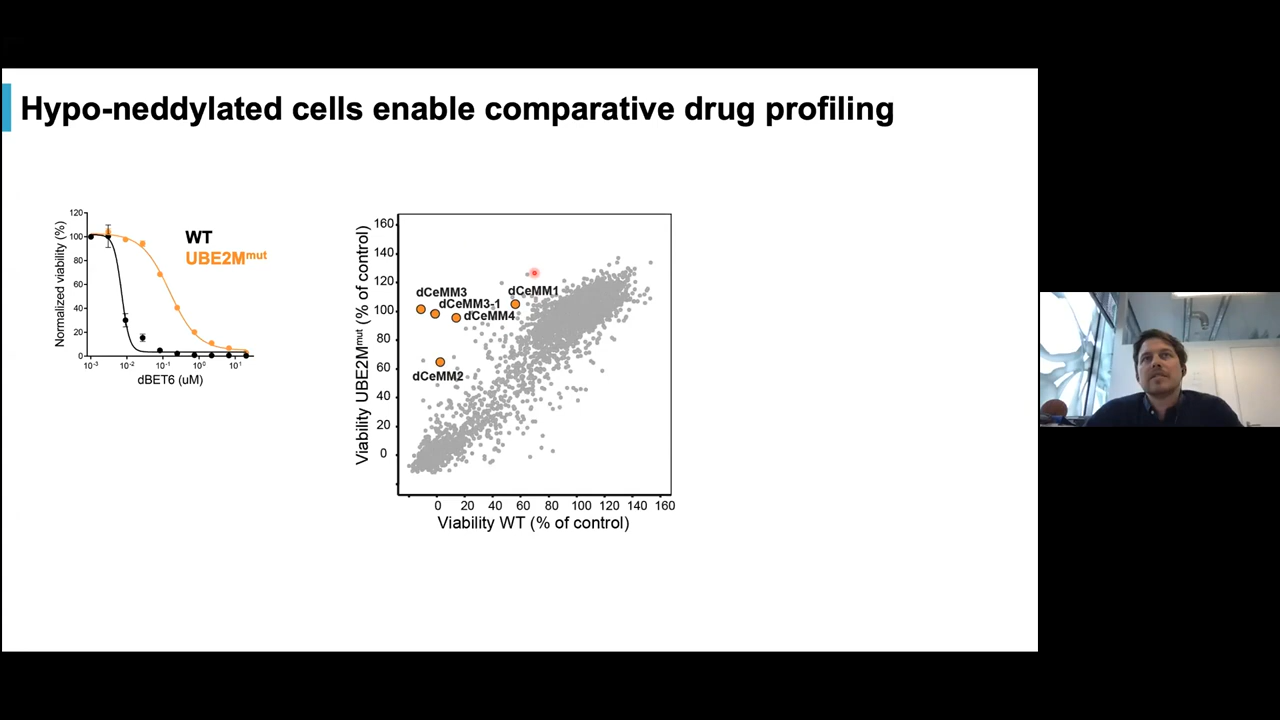 Hypo-neddylated cells enable comparative drug profiling
120
100
80
60
40
20
0
Normalized viability (%)
WT
UBE2Mᵐᵘᵗ
10⁻³ 10⁻² 10⁻¹ 10⁰ 10¹
dBET6 (uM)
160
140
120
100
80
60
40
20
0
Viability UBE2Mᵐᵘᵗ (% of control)
dCeMM3
dCeMM1
dCeMM3-1
dCeMM4
dCeMM2
0 20 40 60 80 100 120 140 160
Viability WT (% of control)